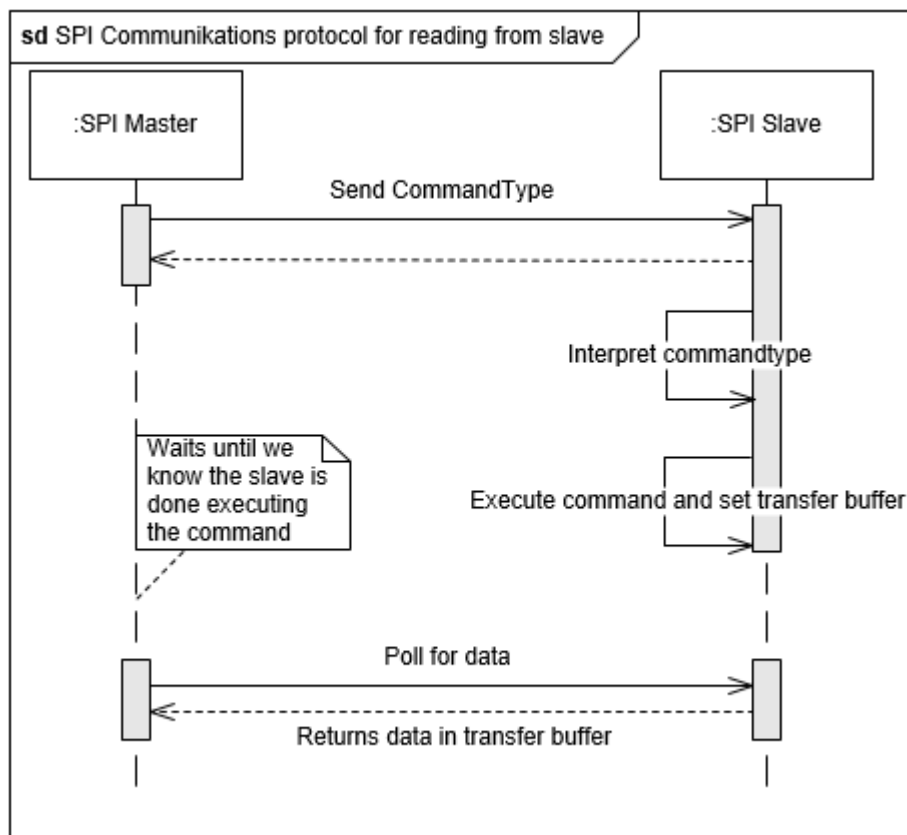 sd SPI Communikations protocol for reading from slave
:SPI Master
:SPI Slave
Send CommandType
Interpret commandtype
Waits until we
know the slave is
done executing
the command
Execute command and set transfer buffer
Poll for data
Returns data in transfer buffer